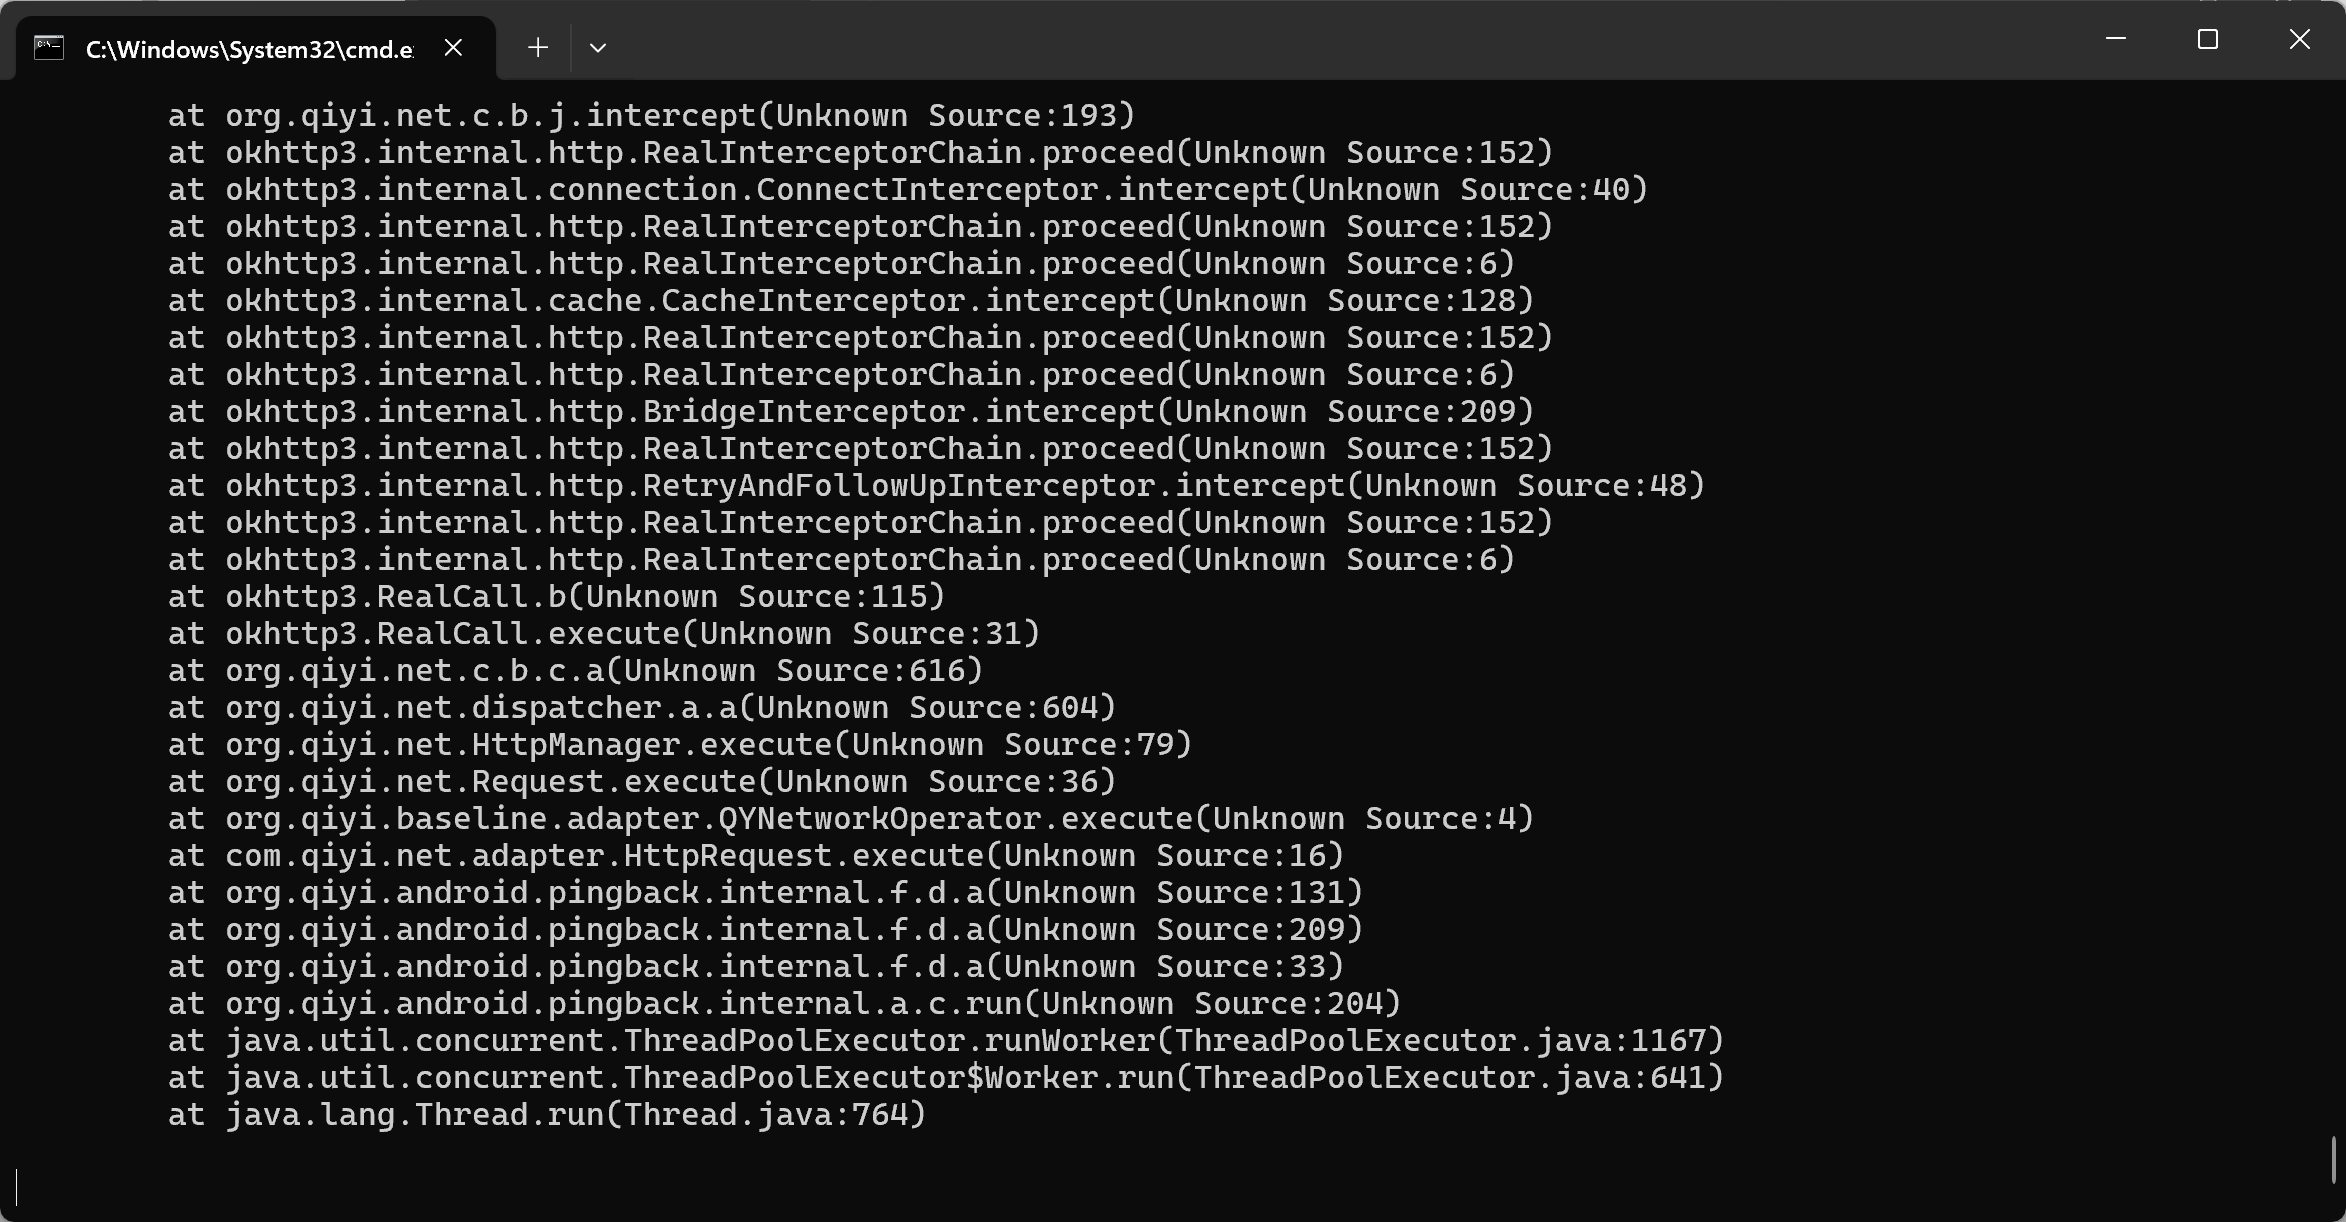 C:\Windows\System32\cmd.e
at org.qiyi.net.c.b.j.intercept(Unknown Source:193)
at okhttp3.internal.http.RealInterceptorChain.proceed(Unknown Source:152)
at okhttp3.internal.connection.ConnectInterceptor.intercept(Unknown Source:40)
at okhttp3.internal.http.RealInterceptorChain.proceed(Unknown Source:152)
at okhttp3.internal.http.RealInterceptorChain.proceed(Unknown Source:6)
at okhttp3.internal.cache.CacheInterceptor.intercept(Unknown Source:128)
at okhttp3.internal.http.RealInterceptorChain.proceed(Unknown Source:152)
at okhttp3.internal.http.RealInterceptorChain.proceed(Unknown Source:6)
at okhttp3.internal.http.BridgeInterceptor.intercept(Unknown Source:209)
at okhttp3.internal.http.RealInterceptorChain.proceed(Unknown Source:152)
at okhttp3.internal.http.RetryAndFollowUpInterceptor.intercept(Unknown Source:48)
at okhttp3.internal.http.RealInterceptorChain.proceed(Unknown Source:152)
at okhttp3.internal.http.RealInterceptorChain.proceed(Unknown Source:6)
at okhttp3.RealCall.b(Unknown Source:115)
at okhttp3.RealCall.execute(Unknown Source:31)
at org.qiyi.net.c.b.c.a(Unknown Source:616)
at org.qiyi.net.dispatcher.a.a(Unknown Source:604)
at org.qiyi.net.HttpManager.execute(Unknown Source:79)
at org.qiyi.net.Request.execute(Unknown Source:36)
at org.qiyi.baseline.adapter.QYNetworkOperator.execute(Unknown Source:4)
at com.qiyi.net.adapter.HttpRequest.execute(Unknown Source:16)
at org.qiyi.android.pingback.internal.f.d.a(Unknown Source:131)
at org.qiyi.android.pingback.internal.f.d.a(Unknown Source:209)
at org.qiyi.android.pingback.internal.f.d.a(Unknown Source:33)
at org.qiyi.android.pingback.internal.a.c.run(Unknown Source:204)
at java.util.concurrent.ThreadPoolExecutor.runWorker(ThreadPoolExecutor.java:1167)
at java.util.concurrent.ThreadPoolExecutor$Worker.run(ThreadPoolExecutor.java:641)
at java.lang.Thread.run(Thread.java:764)